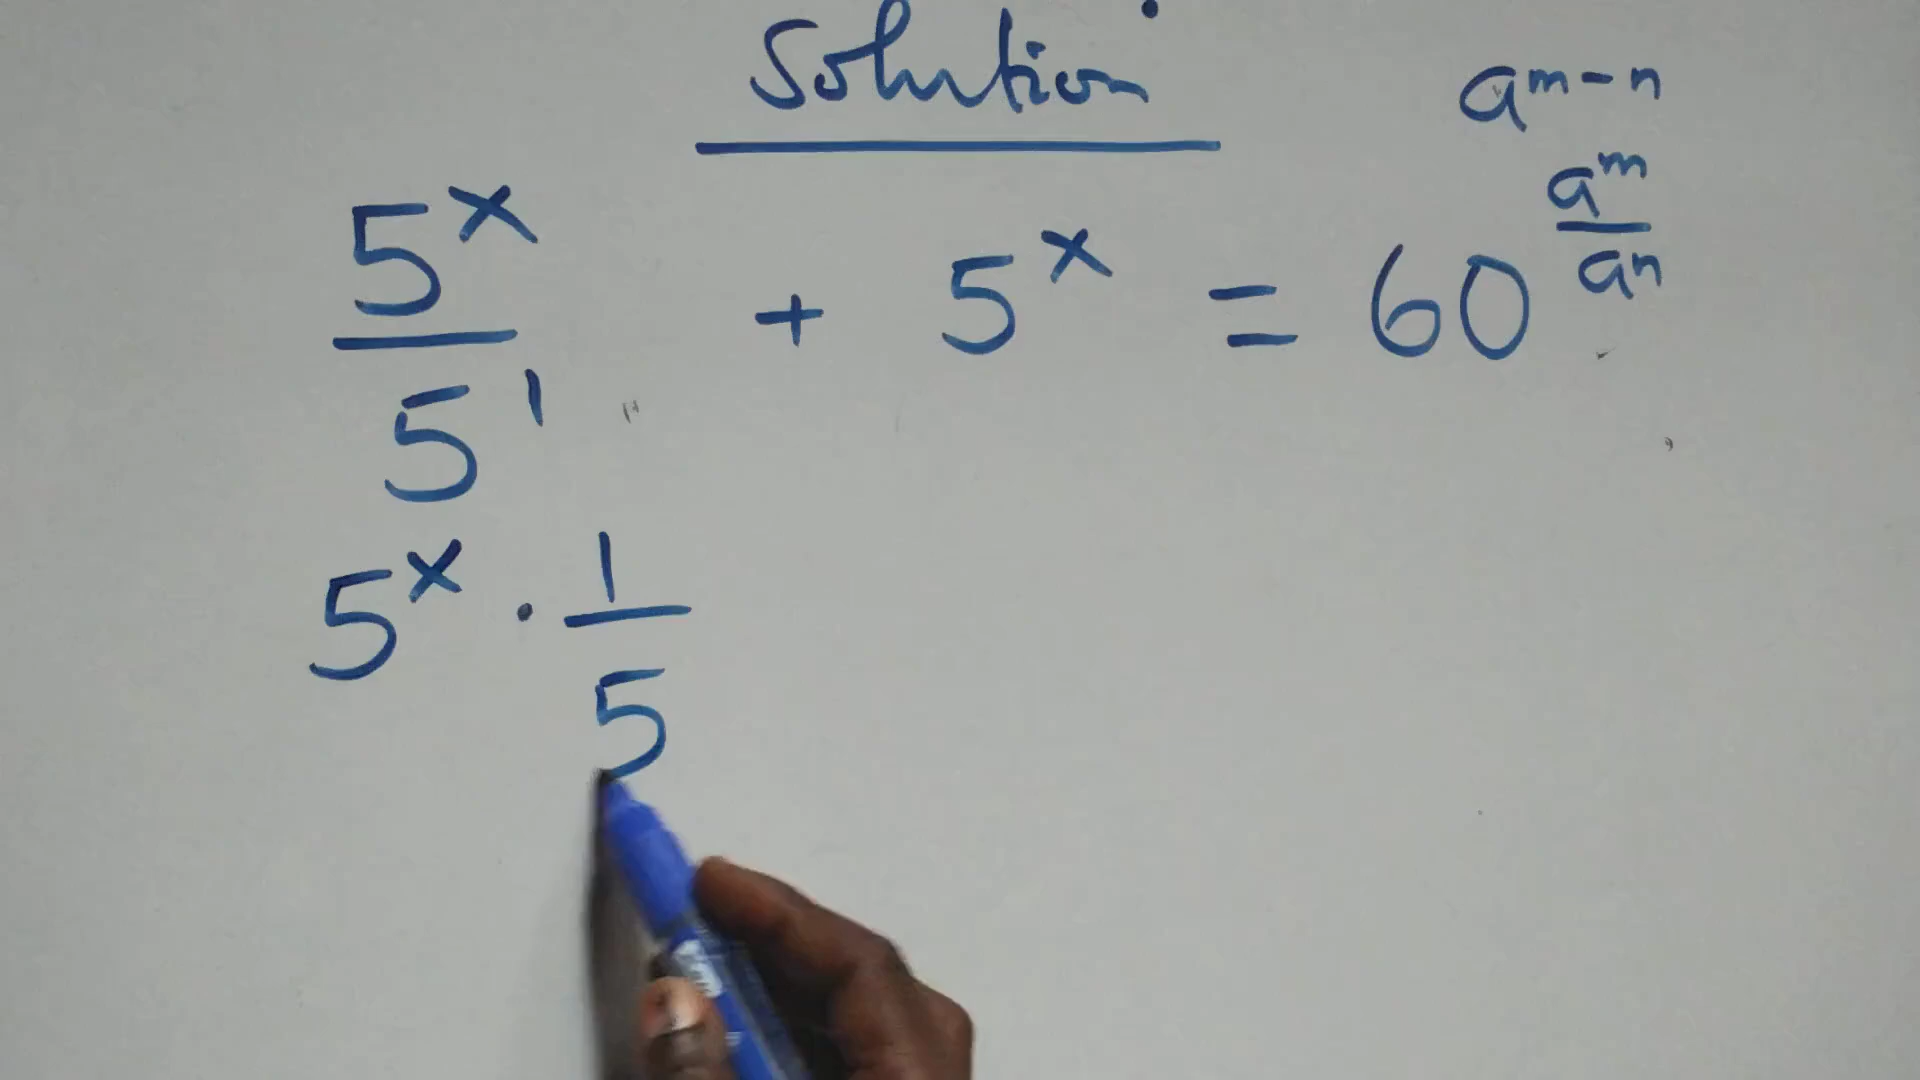 Solution
a^m-n
a^m/a^n
5^x/5^1 + 5^x = 60
5^x · 1/5